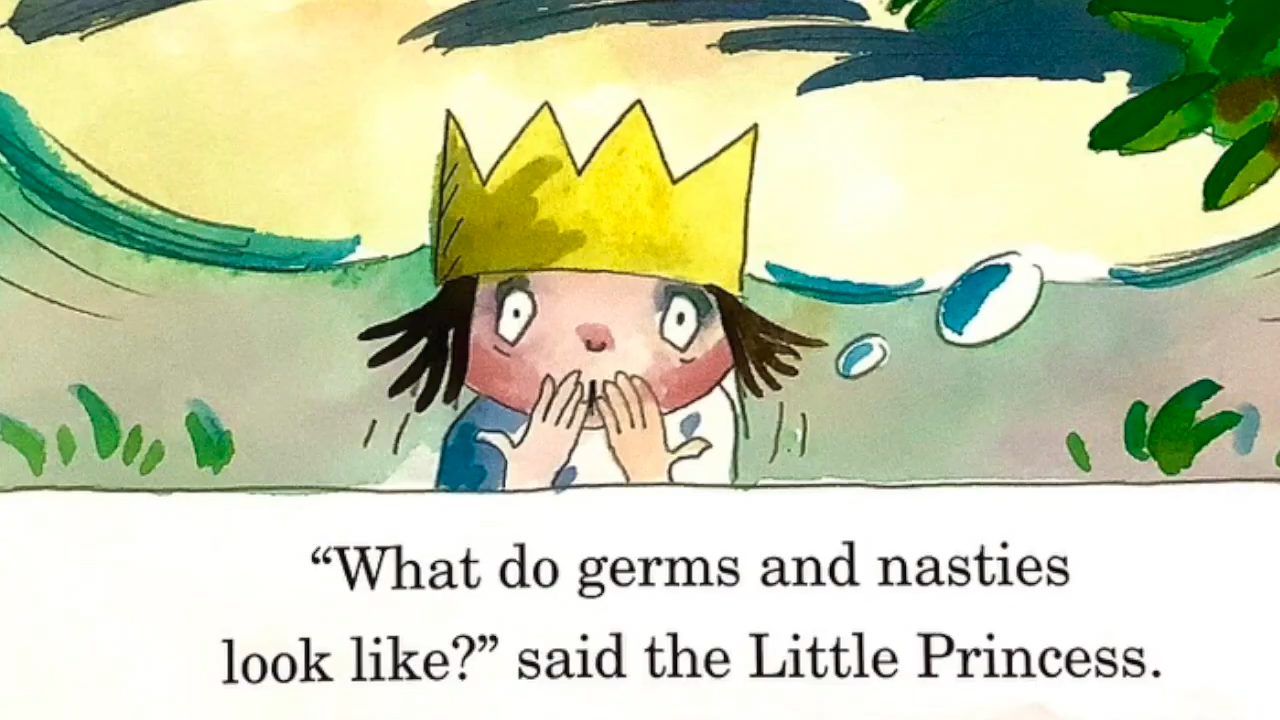 “What do germs and nasties
look like?” said the Little Princess.